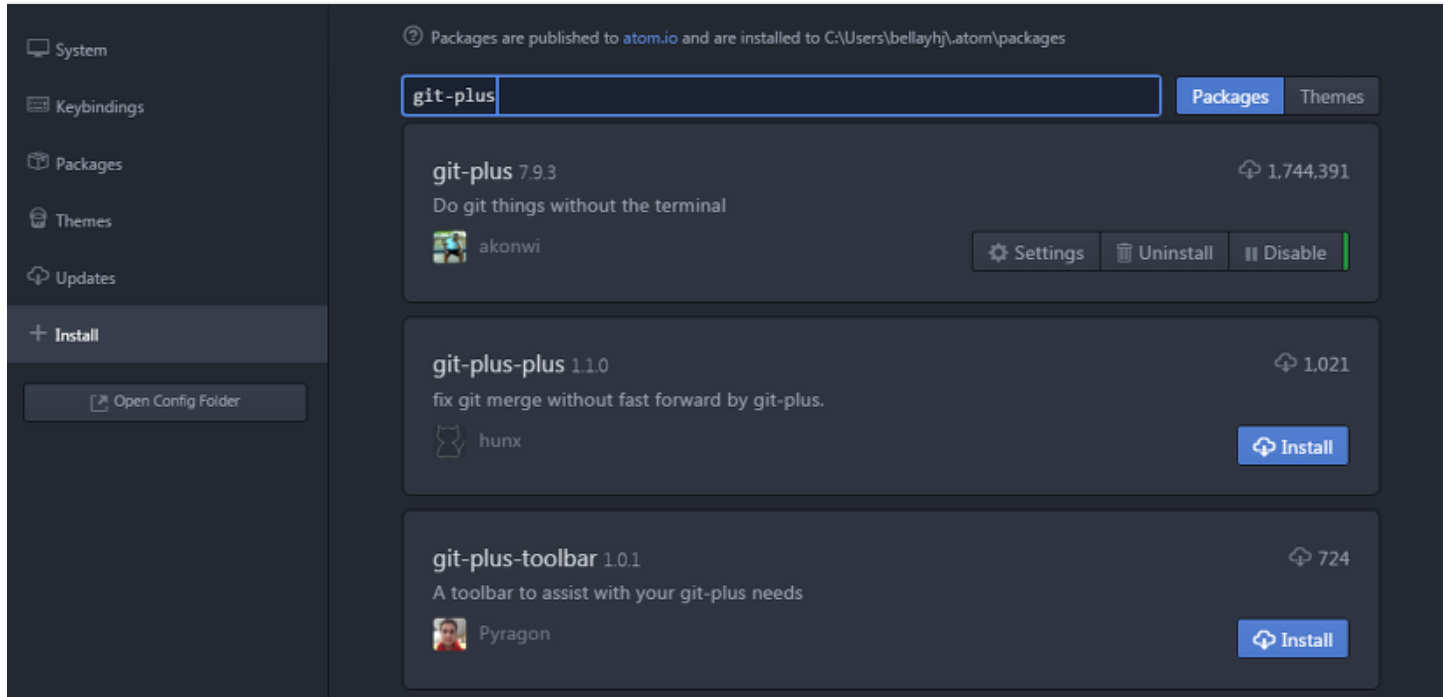 System
Keybindings
Packages
Themes
Updates
Install
Open Config Folder
Packages are published to atom.io and are installed to C:\Users\bellayhj\.atom\packages
git-plus
Packages Themes
git-plus 7.9.3 1,744,391
Do git things without the terminal
akonwi
Settings Uninstall Disable
git-plus-plus 1.1.0 1,021
fix git merge without fast forward by git-plus.
hunx
Install
git-plus-toolbar 1.0.1 724
A toolbar to assist with your git-plus needs
Pyragon
Install